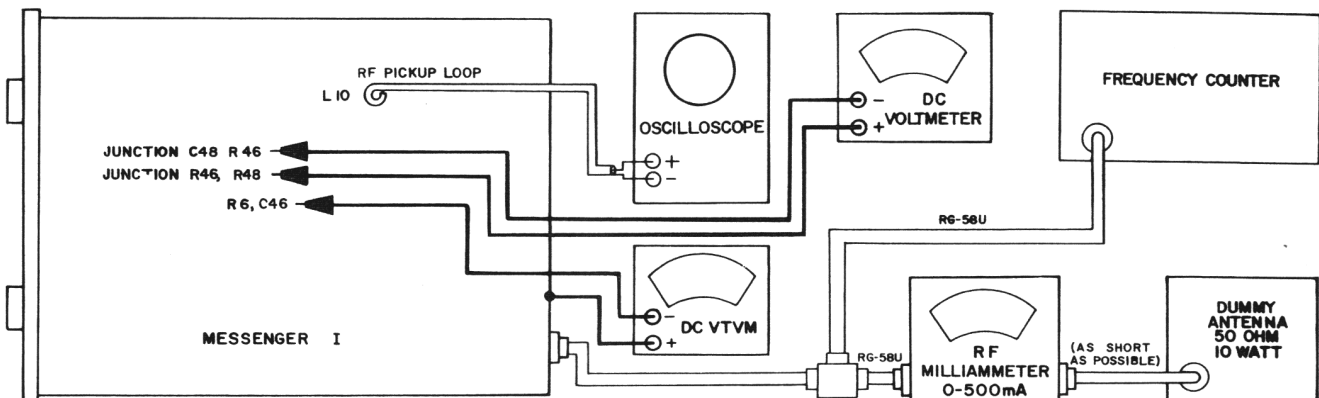 RF PICKUP LOOP
L10
JUNCTION C48 R46
JUNCTION R46, R48
R6, C46
MESSENGER I
OSCILLOSCOPE
+
-
-
+
DC
VOLTMETER
FREQUENCY COUNTER
RG-58U
-
+
DC VTVM
RG-58U
RF
MILLIAMMETER
0-500mA
(AS SHORT
AS POSSIBLE)
DUMMY
ANTENNA
50 OHM
10 WATT